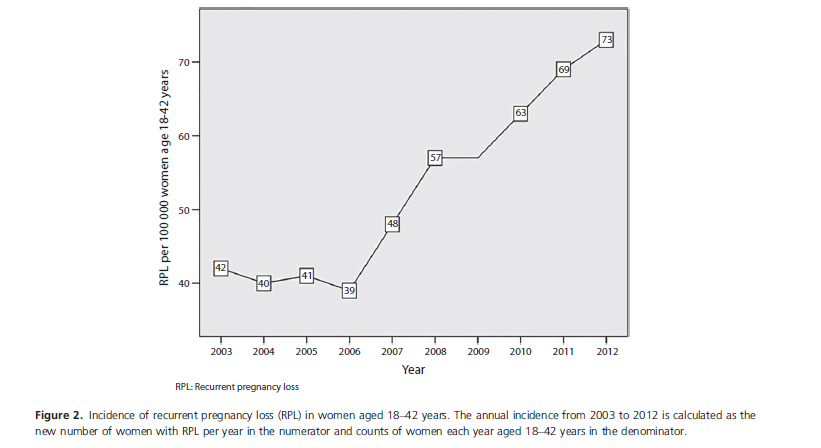 RPL per 100 000 women age 18-42 years
70
60
50
40
42
40
41
39
48
57
63
69
73
2003 2004 2005 2006 2007 2008 2009 2010 2011 2012
Year
RPL: Recurrent pregnancy loss
Figure 2. Incidence of recurrent pregnancy loss (RPL) in women aged 18–42 years. The annual incidence from 2003 to 2012 is calculated as the
new number of women with RPL per year in the numerator and counts of women each year aged 18–42 years in the denominator.